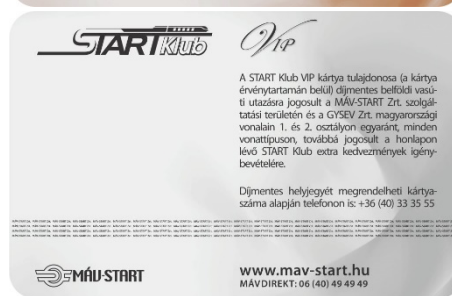 START Klub VIP
A START Klub VIP kártya tulajdonosa (a kártya
érvénytartamán belül) díjmentes belföldi vasú-
ti utazásra jogosult a MÁV-START Zrt. szolgál-
tatási területén és a GYSEV Zrt. magyarországi
vonalain 1. és 2. osztályon egyaránt, minden
vonattípuson, továbbá jogosult a honlapon
lévő START Klub extra kedvezmények igény-
bevételére.
Díjmentes helyjegyét megrendelheti kártya-
száma alapján telefonon is: +36 (40) 33 35 55
MÁV-START
www.mav-start.hu
MÁVDIREKT: 06 (40) 49 49 49